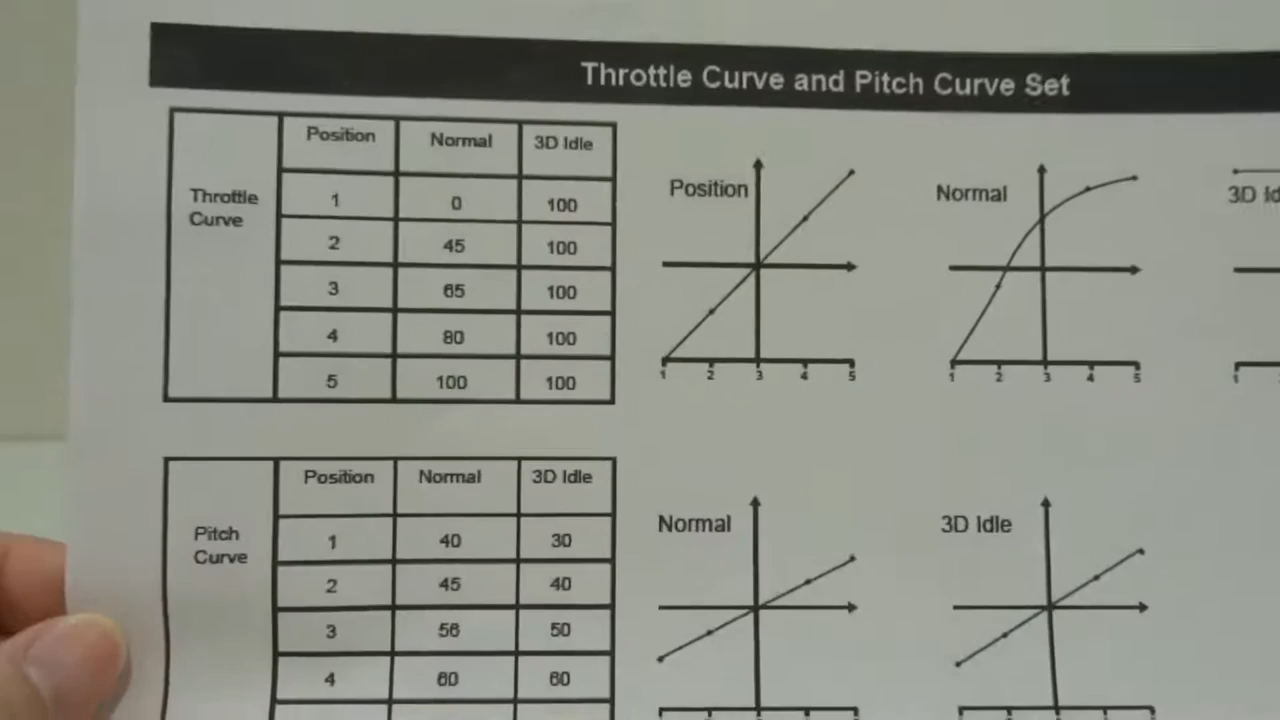 Throttle Curve and Pitch Curve Set
Throttle
Curve
Position Normal 3D Idle
1 0 100
2 45 100
3 65 100
4 80 100
5 100 100
Position
1 2 3 4 5
Normal
1 2 3 4 5
3D
1
Pitch
Curve
Position Normal 3D Idle
1 40 30
2 45 40
3 56 50
4 60 60
Normal
3D Idle